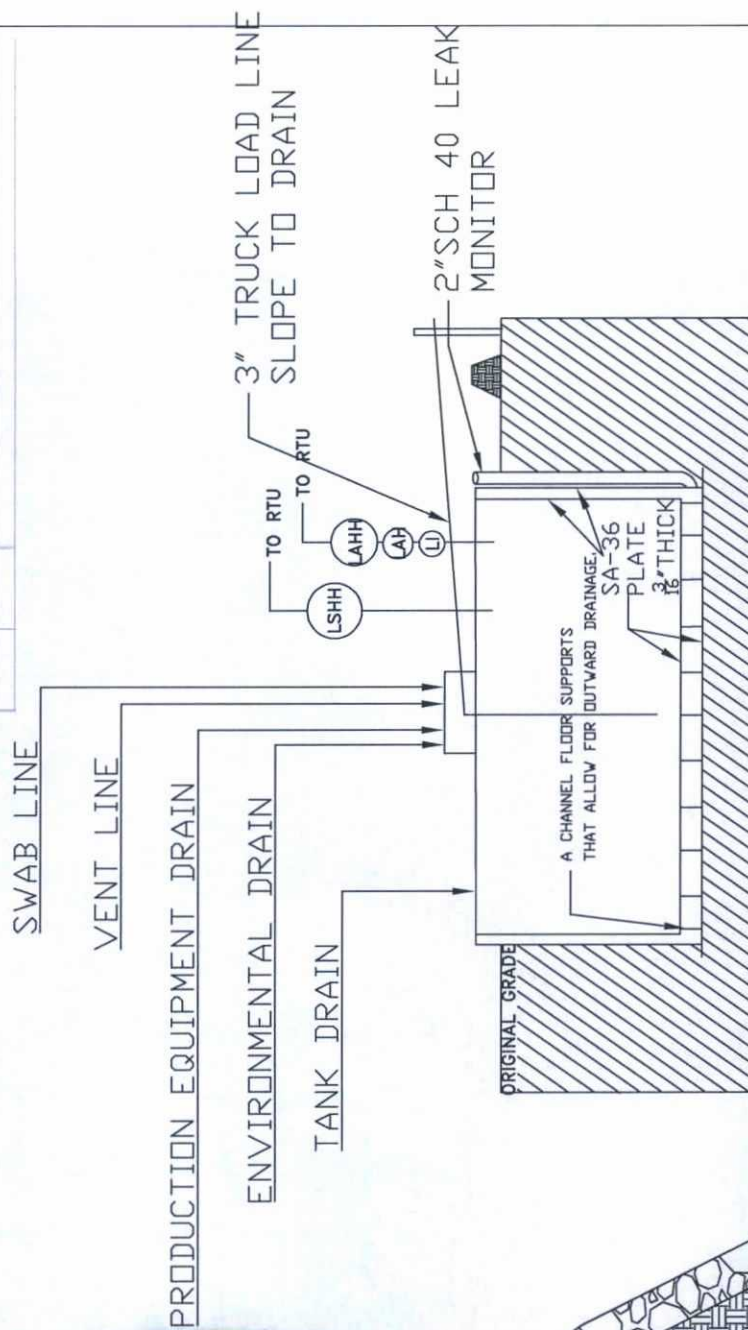 SWAB LINE
VENT LINE
PRODUCTION EQUIPMENT DRAIN
ENVIRONMENTAL DRAIN
TANK DRAIN
3" TRUCK LOAD LINE
SLOPE TO DRAIN
TO RTU
TO RTU
LSHH
LAHH
LAH
LI
2"SCH 40 LEAK
MONITOR
ORIGINAL GRADE
A CHANNEL FLOOR SUPPORTS
THAT ALLOW FOR OUTWARD DRAINAGE,
SA-36
PLATE
3/16"THICK